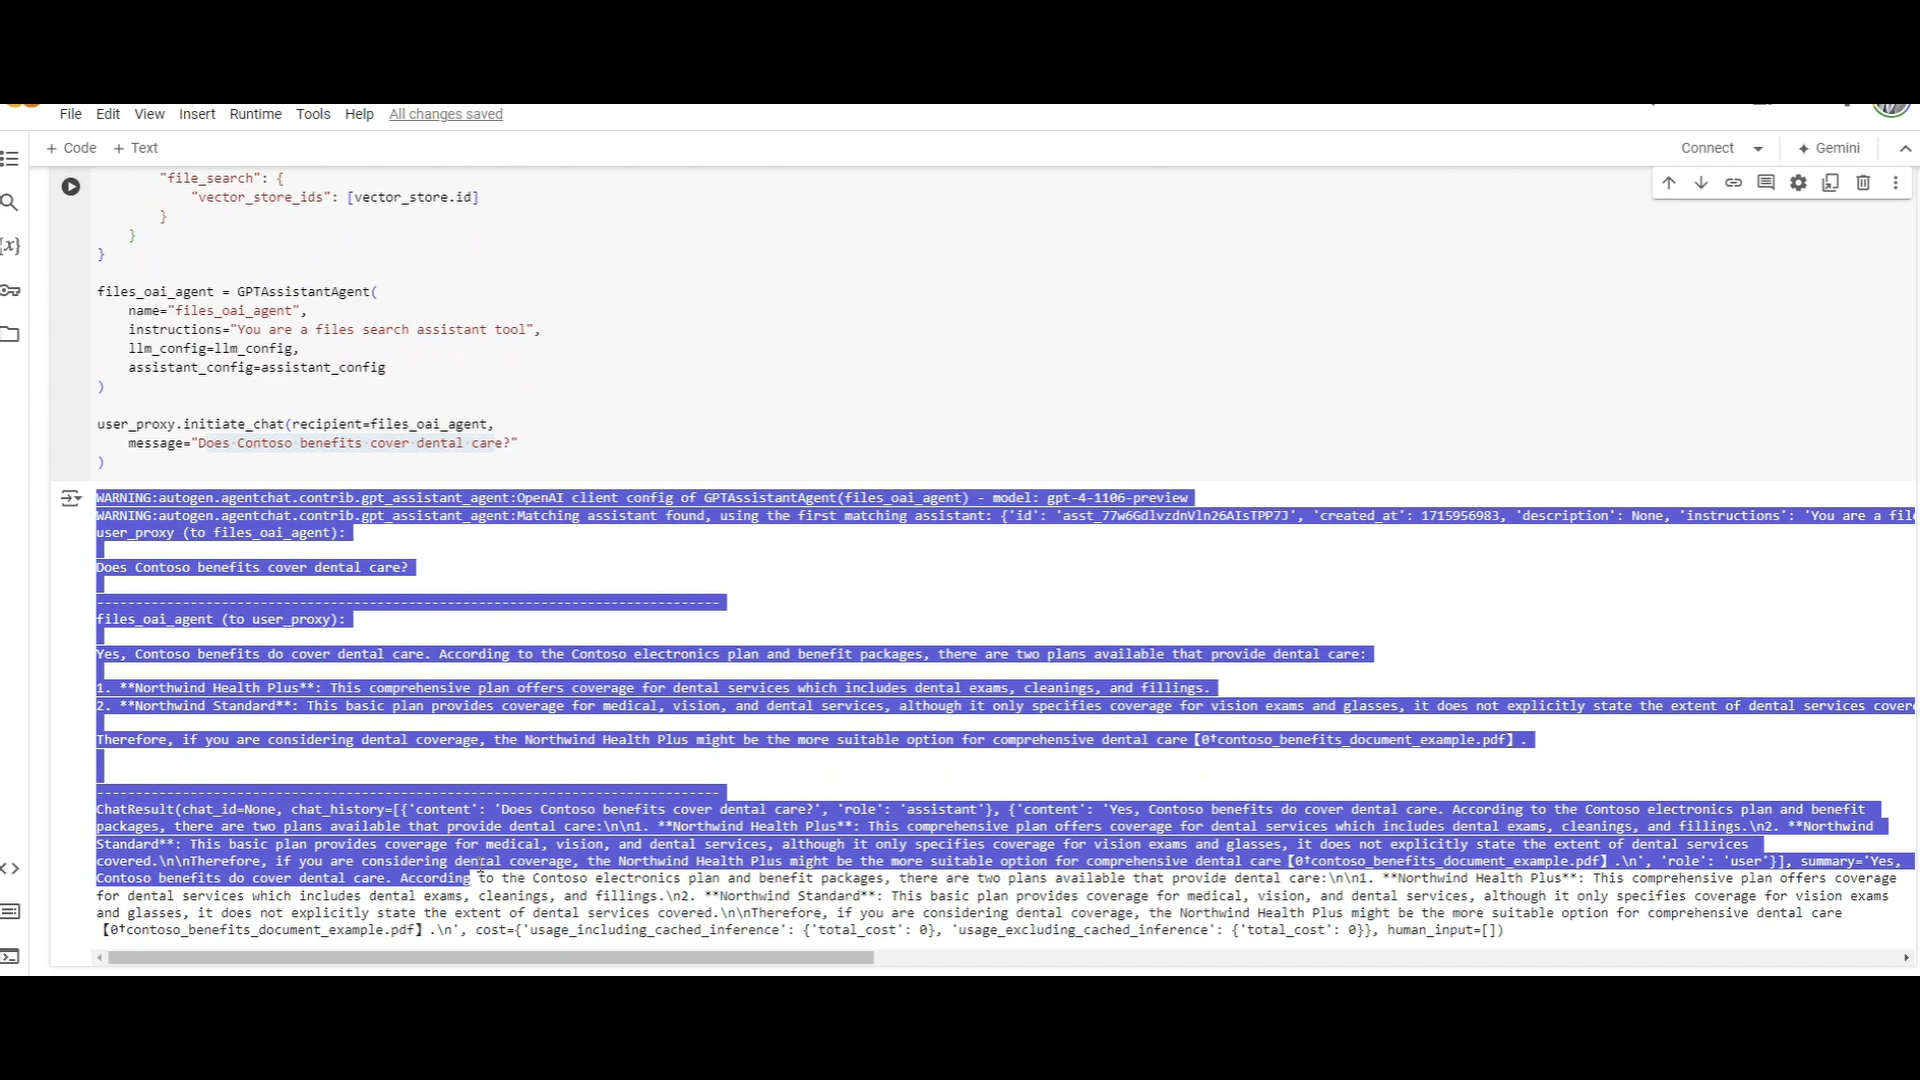 File Edit View Insert Runtime Tools Help All changes saved
+ Code + Text Connect Gemini
"file_search": {
"vector_store_ids": [vector_store.id]
}
}
}
files_oai_agent = GPTAssistantAgent(
name="files_oai_agent",
instructions="You are a files search assistant tool",
llm_config=llm_config,
assistant_config=assistant_config
)
user_proxy.initiate_chat(recipient=files_oai_agent,
message="Does Contoso benefits cover dental care?"
)
WARNING:autogen.agentchat.contrib.gpt_assistant_agent:OpenAI client config of GPTAssistantAgent(files_oai_agent) - model: gpt-4-1106-preview
WARNING:autogen.agentchat.contrib.gpt_assistant_agent:Matching assistant found, using the first matching assistant: {'id': 'asst_77w6GdlvzdnVln26AIsTPP7J', 'created_at': 1715956983, 'description': None, 'instructions': 'You are a fil
user_proxy (to files_oai_agent):
Does Contoso benefits cover dental care?
--------------------------------------------------------------------------------
files_oai_agent (to user_proxy):
Yes, Contoso benefits do cover dental care. According to the Contoso electronics plan and benefit packages, there are two plans available that provide dental care:
1. **Northwind Health Plus**: This comprehensive plan offers coverage for dental services which includes dental exams, cleanings, and fillings.
2. **Northwind Standard**: This basic plan provides coverage for medical, vision, and dental services, although it only specifies coverage for vision exams and glasses, it does not explicitly state the extent of dental services cover
Therefore, if you are considering dental coverage, the Northwind Health Plus might be the more suitable option for comprehensive dental care【0†contoso_benefits_document_example.pdf】.
--------------------------------------------------------------------------------
ChatResult(chat_id=None, chat_history=[{'content': 'Does Contoso benefits cover dental care?', 'role': 'assistant'}, {'content': 'Yes, Contoso benefits do cover dental care. According to the Contoso electronics plan and benefit
packages, there are two plans available that provide dental care:\n\n1. **Northwind Health Plus**: This comprehensive plan offers coverage for dental services which includes dental exams, cleanings, and fillings.\n2. **Northwind
Standard**: This basic plan provides coverage for medical, vision, and dental services, although it only specifies coverage for vision exams and glasses, it does not explicitly state the extent of dental services
covered.\n\nTherefore, if you are considering dental coverage, the Northwind Health Plus might be the more suitable option for comprehensive dental care【0†contoso_benefits_document_example.pdf】.\n', 'role': 'user'}], summary='Yes,
Contoso benefits do cover dental care. According to the Contoso electronics plan and benefit packages, there are two plans available that provide dental care:\n\n1. **Northwind Health Plus**: This comprehensive plan offers coverage
for dental services which includes dental exams, cleanings, and fillings.\n2. **Northwind Standard**: This basic plan provides coverage for medical, vision, and dental services, although it only specifies coverage for vision exams
and glasses, it does not explicitly state the extent of dental services covered.\n\nTherefore, if you are considering dental coverage, the Northwind Health Plus might be the more suitable option for comprehensive dental care
【0†contoso_benefits_document_example.pdf】.\n', cost={'usage_including_cached_inference': {'total_cost': 0}, 'usage_excluding_cached_inference': {'total_cost': 0}}, human_input=[])